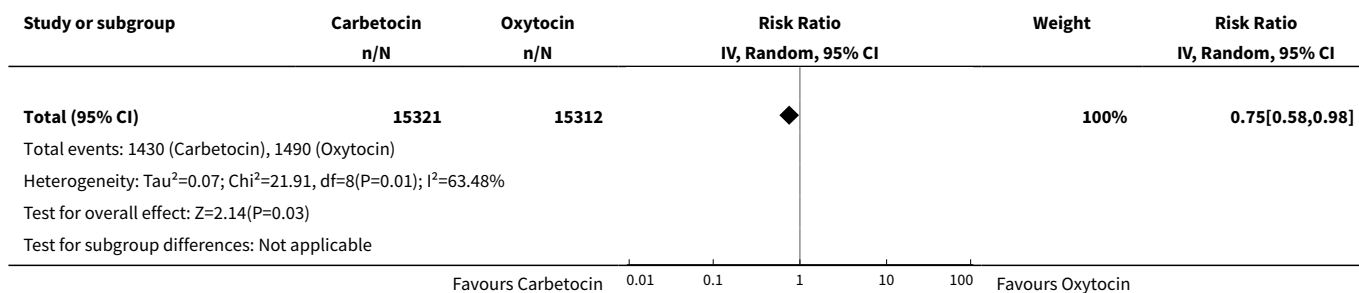 Study or subgroup Carbetocin Oxytocin Risk Ratio Weight Risk Ratio
n/N n/N IV, Random, 95% CI IV, Random, 95% CI
Total (95% CI) 15321 15312 100% 0.75[0.58,0.98]
Total events: 1430 (Carbetocin), 1490 (Oxytocin)
Heterogeneity: Tau²=0.07; Chi²=21.91, df=8(P=0.01); I²=63.48%
Test for overall effect: Z=2.14(P=0.03)
Test for subgroup differences: Not applicable
Favours Carbetocin 0.01 0.1 1 10 100 Favours Oxytocin